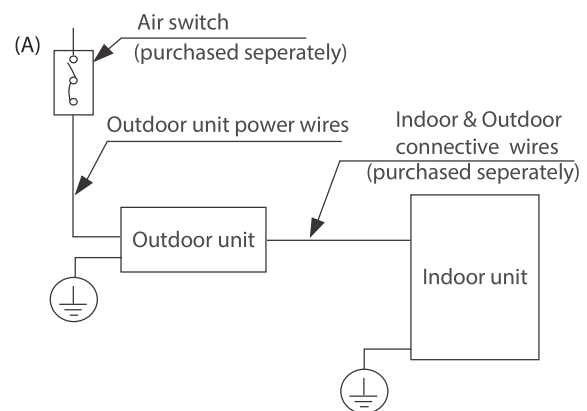 (A)
Air switch
(purchased seperately)
Outdoor unit power wires
Indoor & Outdoor
connective wires
(purchased seperately)
Outdoor unit
Indoor unit